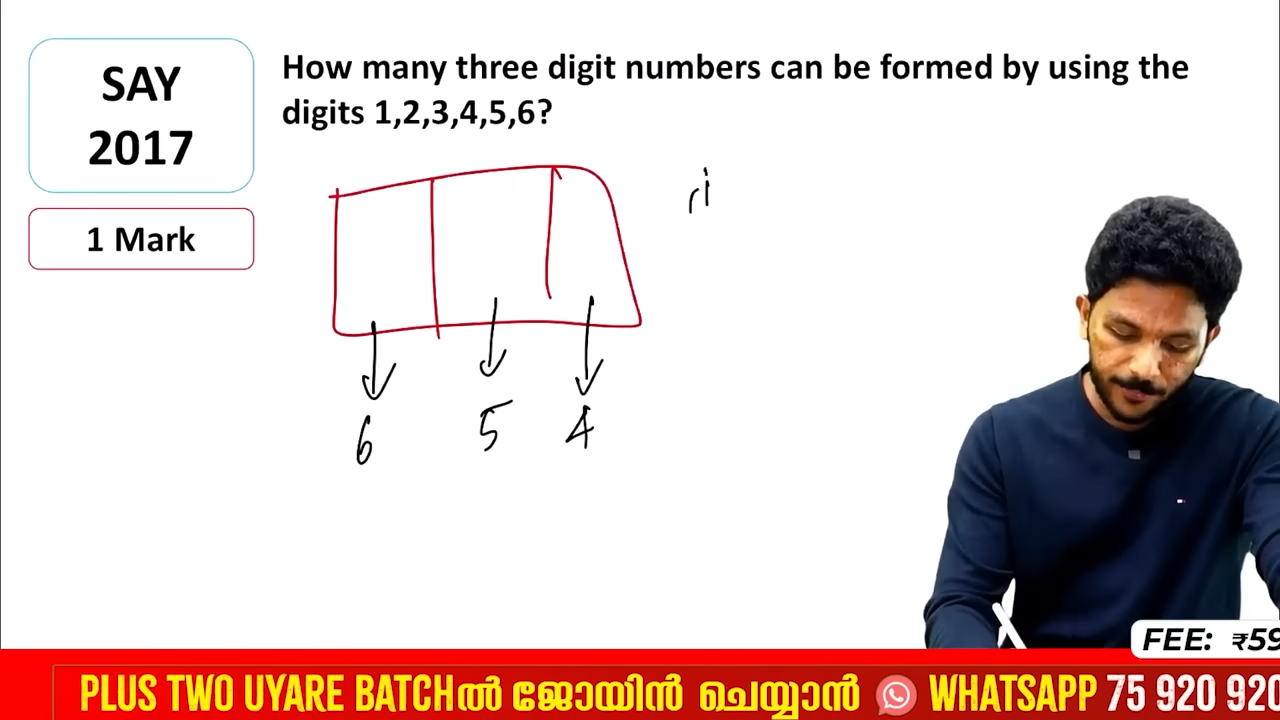 SAY
2017
1 Mark
How many three digit numbers can be formed by using the
digits 1,2,3,4,5,6?
6 5 4
FEE: ₹59
PLUS TWO UYARE BATCHൽ ജോയിൻ ചെയ്യാൻ WHATSAPP 75 920 920